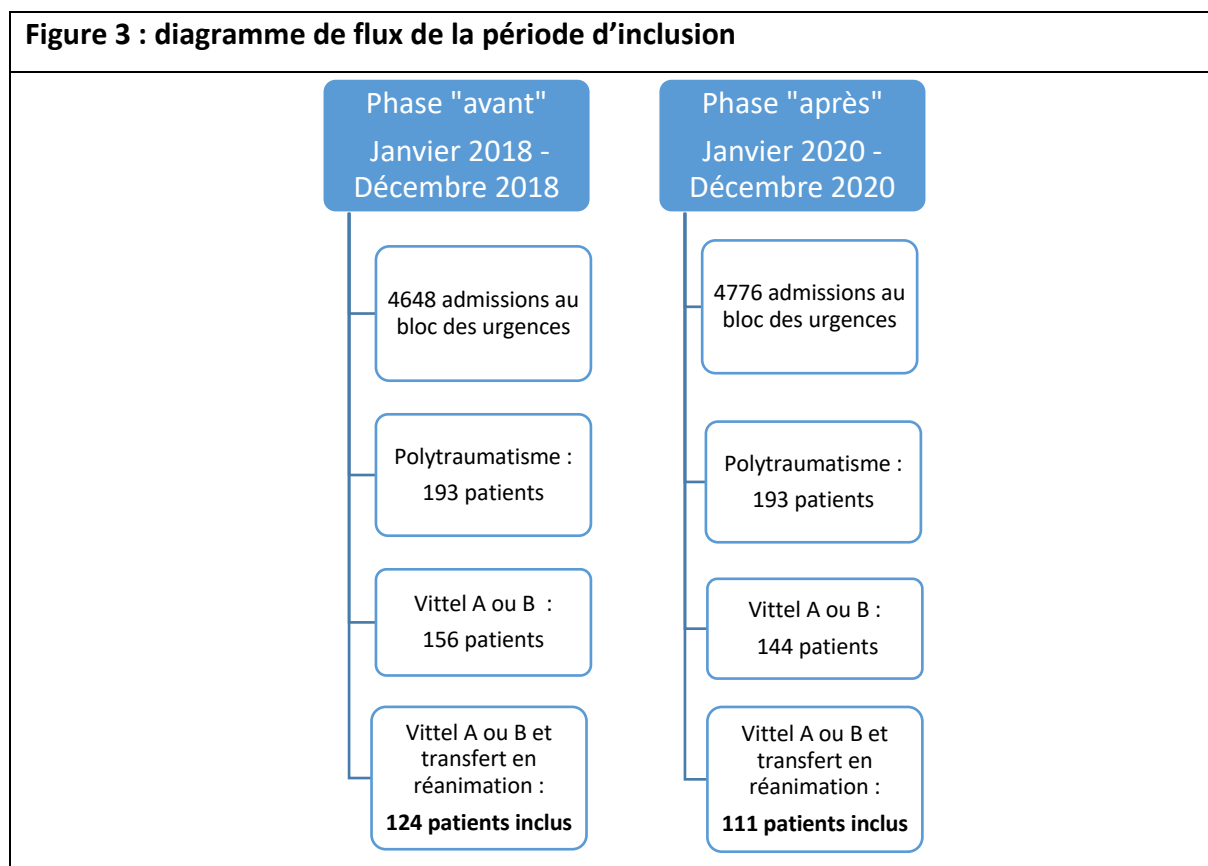 Figure 3 : diagramme de flux de la période d’inclusion
Phase "avant"
Janvier 2018 -
Décembre 2018
4648 admissions au
bloc des urgences
Polytraumatisme :
193 patients
Vittel A ou B  :
156 patients
Vittel A ou B et
transfert en
réanimation :
124 patients inclus
Phase "après"
Janvier 2020 -
Décembre 2020
4776 admissions au
bloc des urgences
Polytraumatisme :
193 patients
Vittel A ou B :
144 patients
Vittel A ou B et
transfert en
réanimation :
111 patients inclus